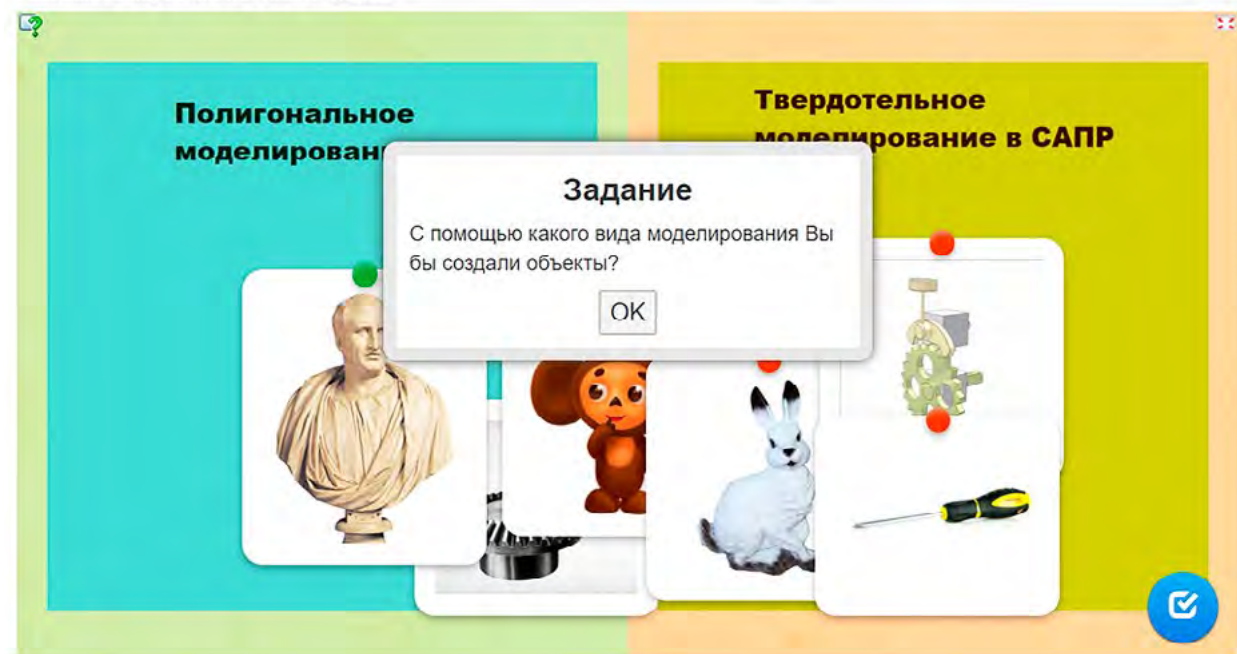 Полигональное
моделирован
Твердотельное
моделирование в САПР
Задание
С помощью какого вида моделирования Вы
бы создали объекты?
OK